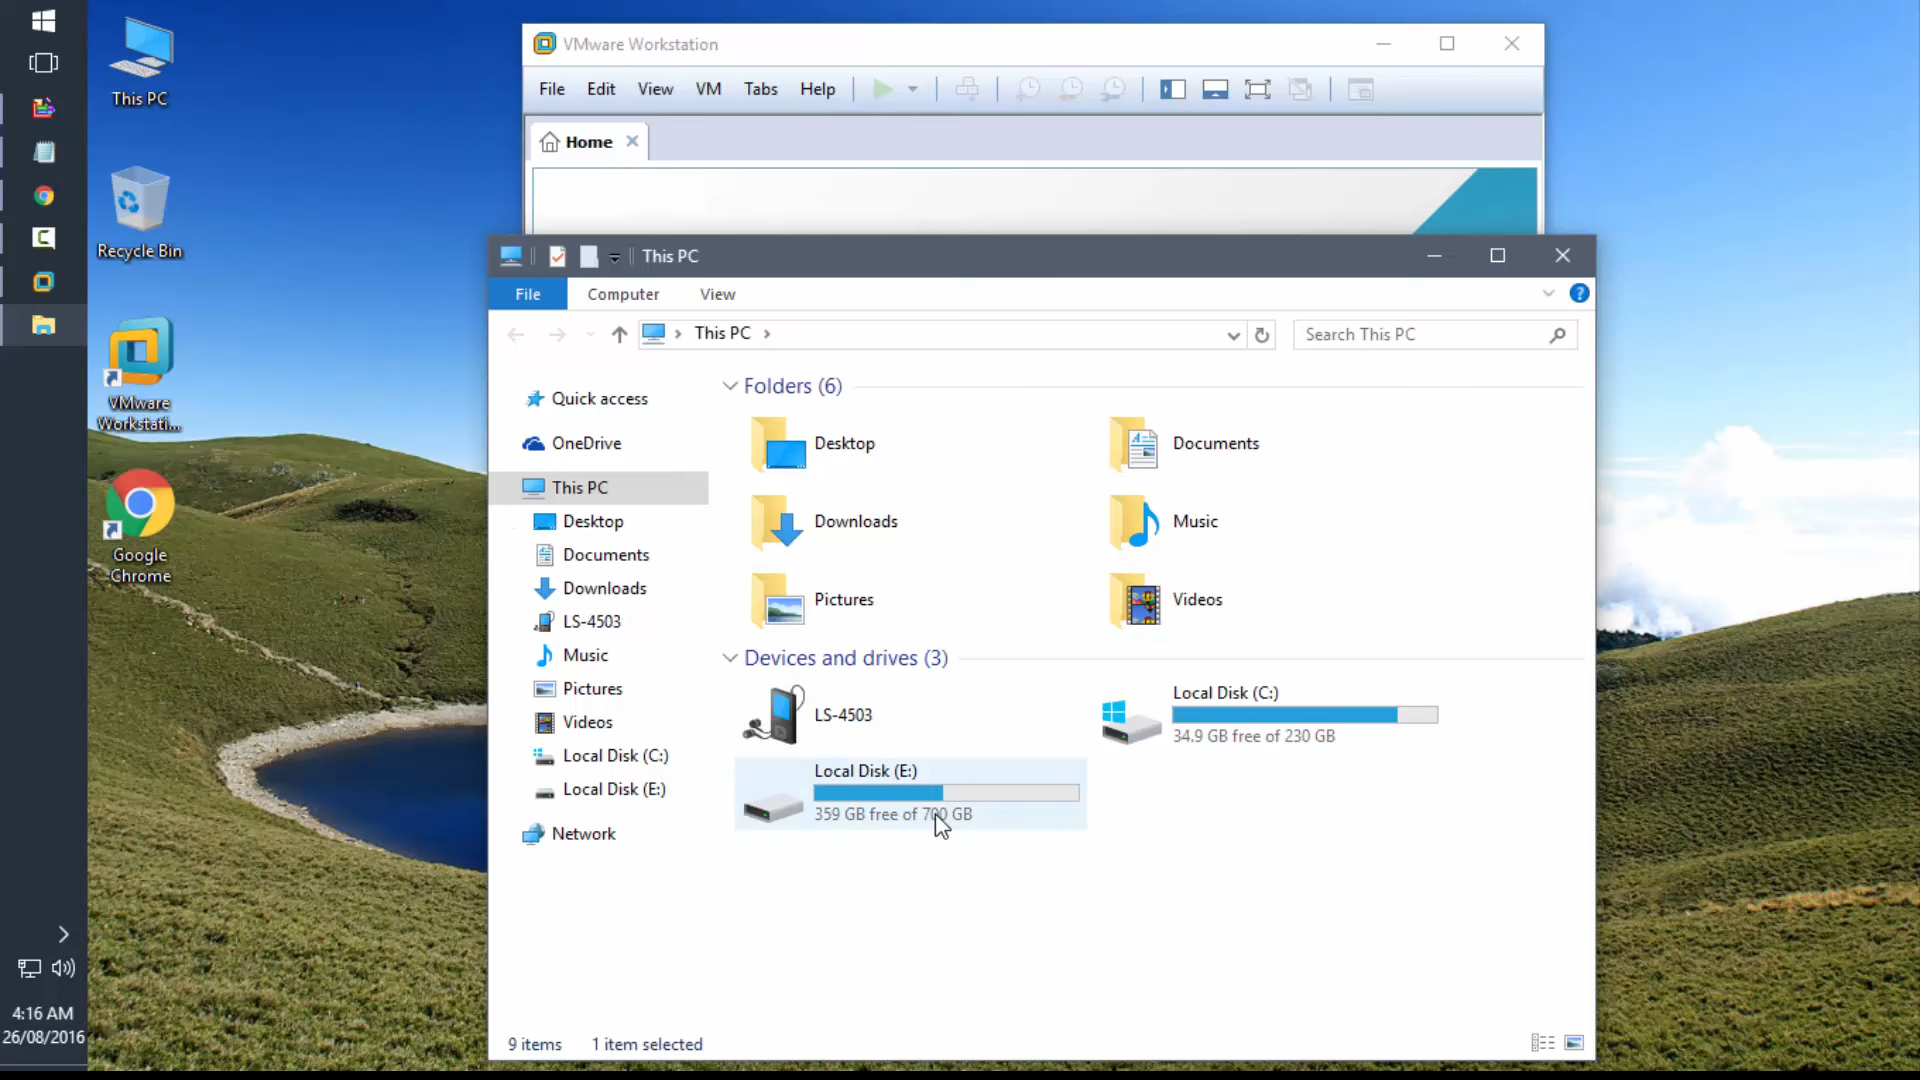 This PC
Recycle Bin
VMware
Workstati...
Google
Chrome
4:16 AM
26/08/2016
VMware Workstation
File Edit View VM Tabs Help
Home
This PC
File Computer View
This PC
Search This PC
Quick access
OneDrive
This PC
Desktop
Documents
Downloads
LS-4503
Music
Pictures
Videos
Local Disk (C:)
Local Disk (E:)
Network
Folders (6)
Desktop
Documents
Downloads
Music
Pictures
Videos
Devices and drives (3)
LS-4503
Local Disk (C:)
34.9 GB free of 230 GB
Local Disk (E:)
359 GB free of 700 GB
9 items 1 item selected